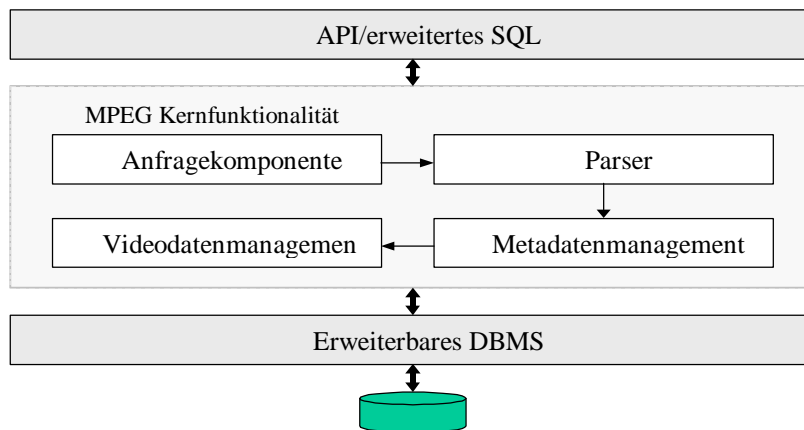 API/erweitertes SQL
MPEG Kernfunktionalität
Anfragekomponente
Parser
Videodatenmanagemen
Metadatenmanagement
Erweiterbares DBMS